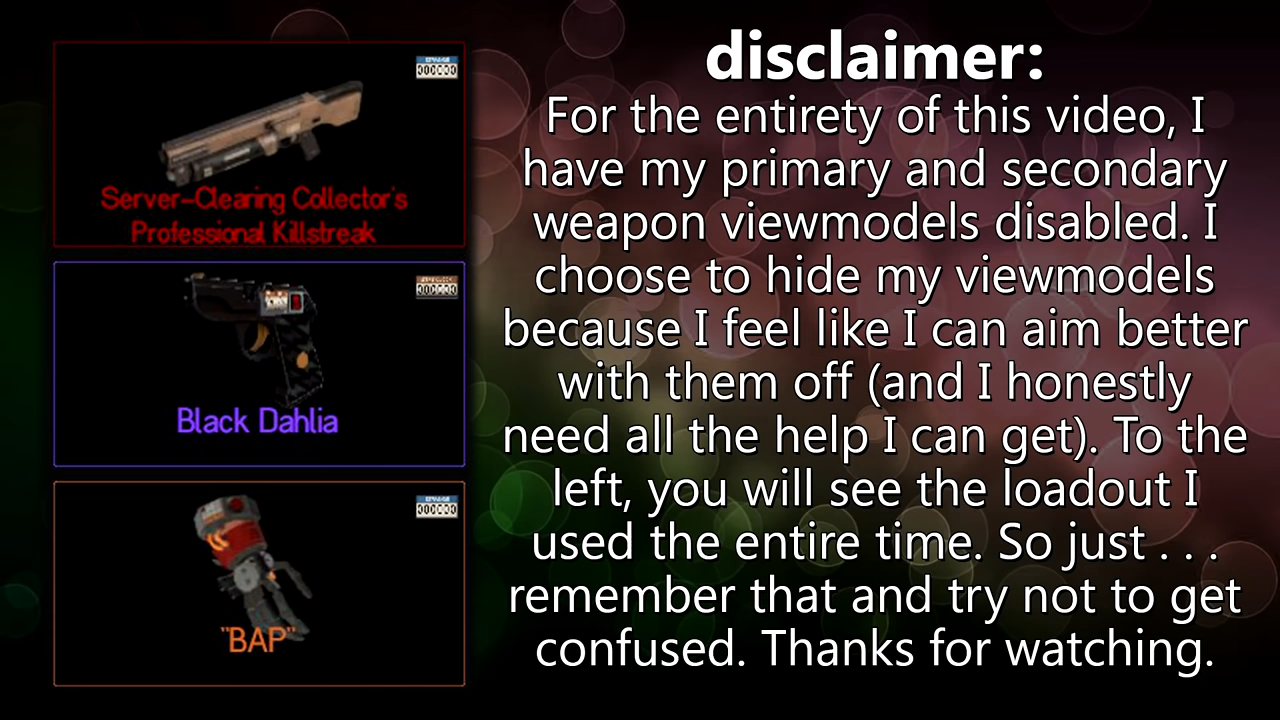 Server-Clearing Collector's
Professional Killstreak
Black Dahlia
"BAP"
disclaimer:
For the entirety of this video, I
have my primary and secondary
weapon viewmodels disabled. I
choose to hide my viewmodels
because I feel like I can aim better
with them off (and I honestly
need all the help I can get). To the
left, you will see the loadout I
used the entire time. So just . . .
remember that and try not to get
confused. Thanks for watching.